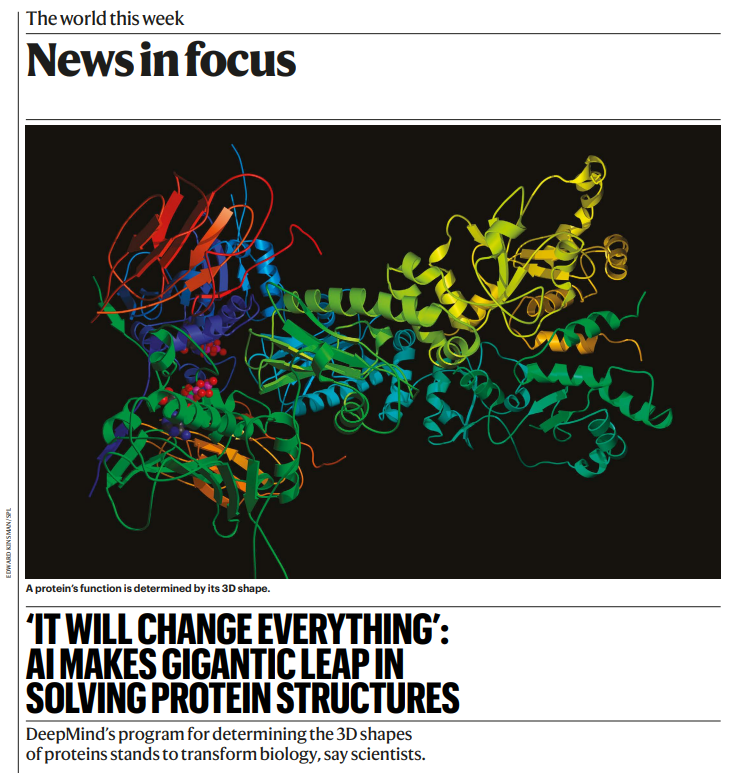 The world this week
News in focus
EDWARD KINSMAN/SPL
A protein's function is determined by its 3D shape.
‘IT WILL CHANGE EVERYTHING’:
AI MAKES GIGANTIC LEAP IN
SOLVING PROTEIN STRUCTURES
DeepMind’s program for determining the 3D shapes
of proteins stands to transform biology, say scientists.